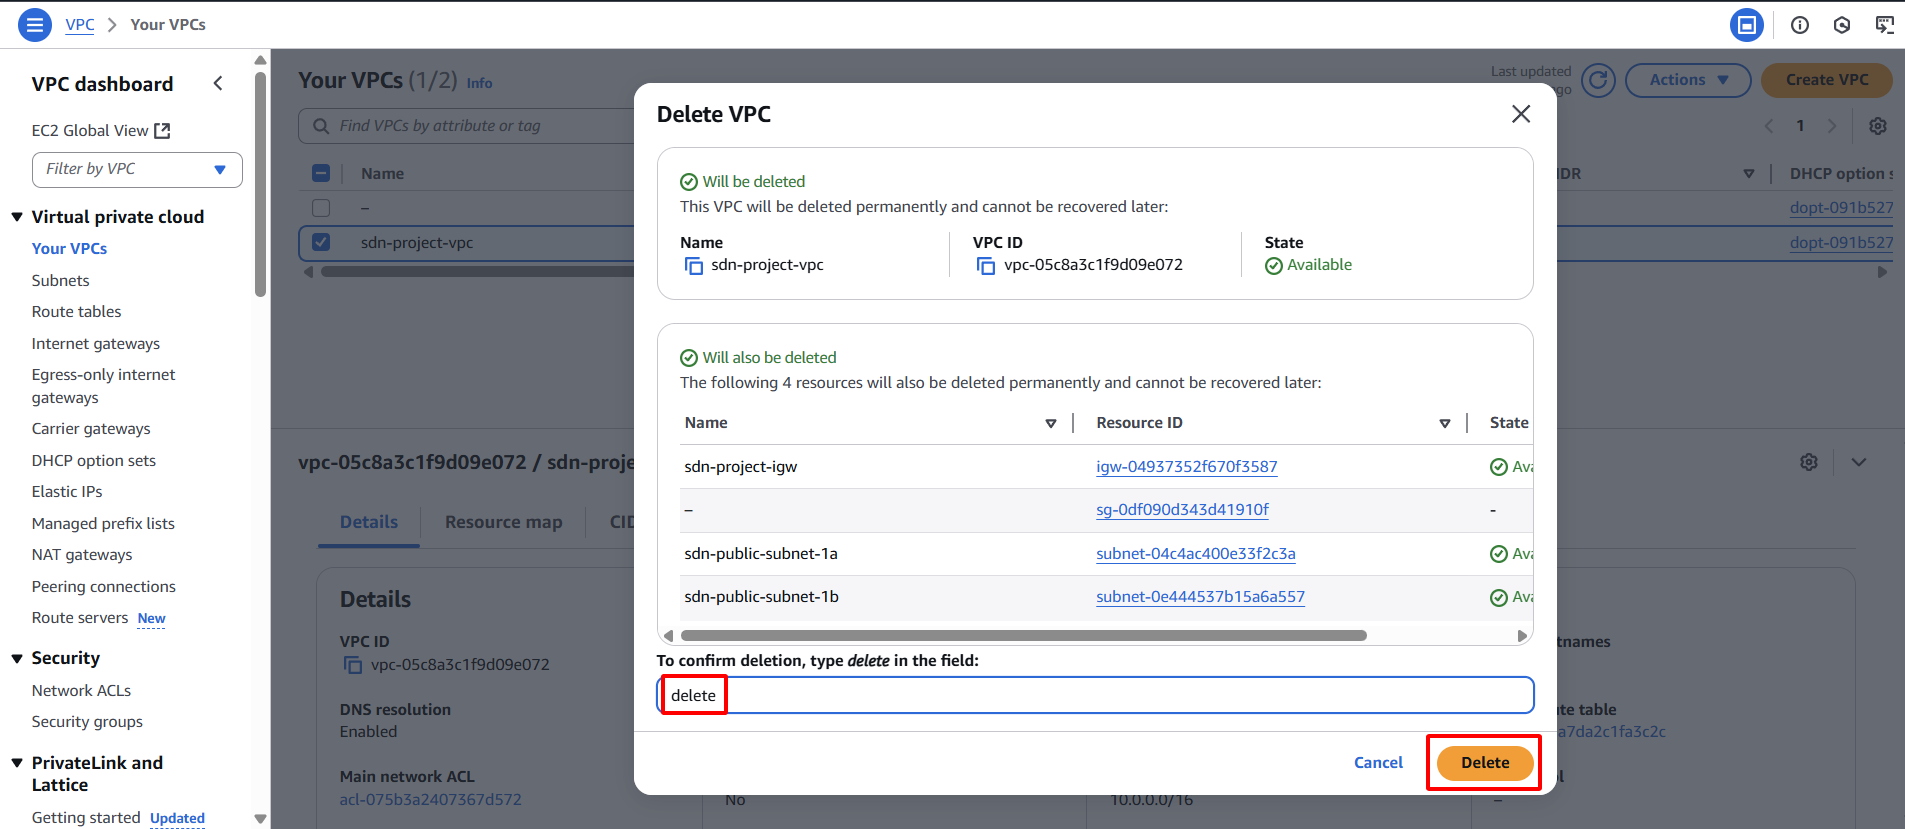 VPC > Your VPCs
VPC dashboard
EC2 Global View
Filter by VPC
Virtual private cloud
Your VPCs
Subnets
Route tables
Internet gateways
Egress-only internet
gateways
Carrier gateways
DHCP option sets
Elastic IPs
Managed prefix lists
NAT gateways
Peering connections
Route servers New
Security
Network ACLs
Security groups
PrivateLink and
Lattice
Getting started Updated
Your VPCs (1/2) Info
Last updated
go
Actions
Create VPC
Find VPCs by attribute or tag
1
Name
IDR
DHCP option s
–
dopt-091b527
sdn-project-vpc
dopt-091b527
vpc-05c8a3c1f9d09e072 / sdn-proje
Details
Resource map
CID
Details
VPC ID
vpc-05c8a3c1f9d09e072
tnames
DNS resolution
Enabled
te table
a7da2c1fa3c2c
Main network ACL
acl-075b3a2407367d572
No
10.0.0.0/16
–
Delete VPC
Will be deleted
This VPC will be deleted permanently and cannot be recovered later:
Name
sdn-project-vpc
VPC ID
vpc-05c8a3c1f9d09e072
State
Available
Will also be deleted
The following 4 resources will also be deleted permanently and cannot be recovered later:
Name Resource ID State
sdn-project-igw igw-04937352f670f3587 Ava
– sg-0df090d343d41910f -
sdn-public-subnet-1a subnet-04c4ac400e33f2c3a Ava
sdn-public-subnet-1b subnet-0e444537b15a6a557 Ava
To confirm deletion, type delete in the field:
delete
Cancel
Delete